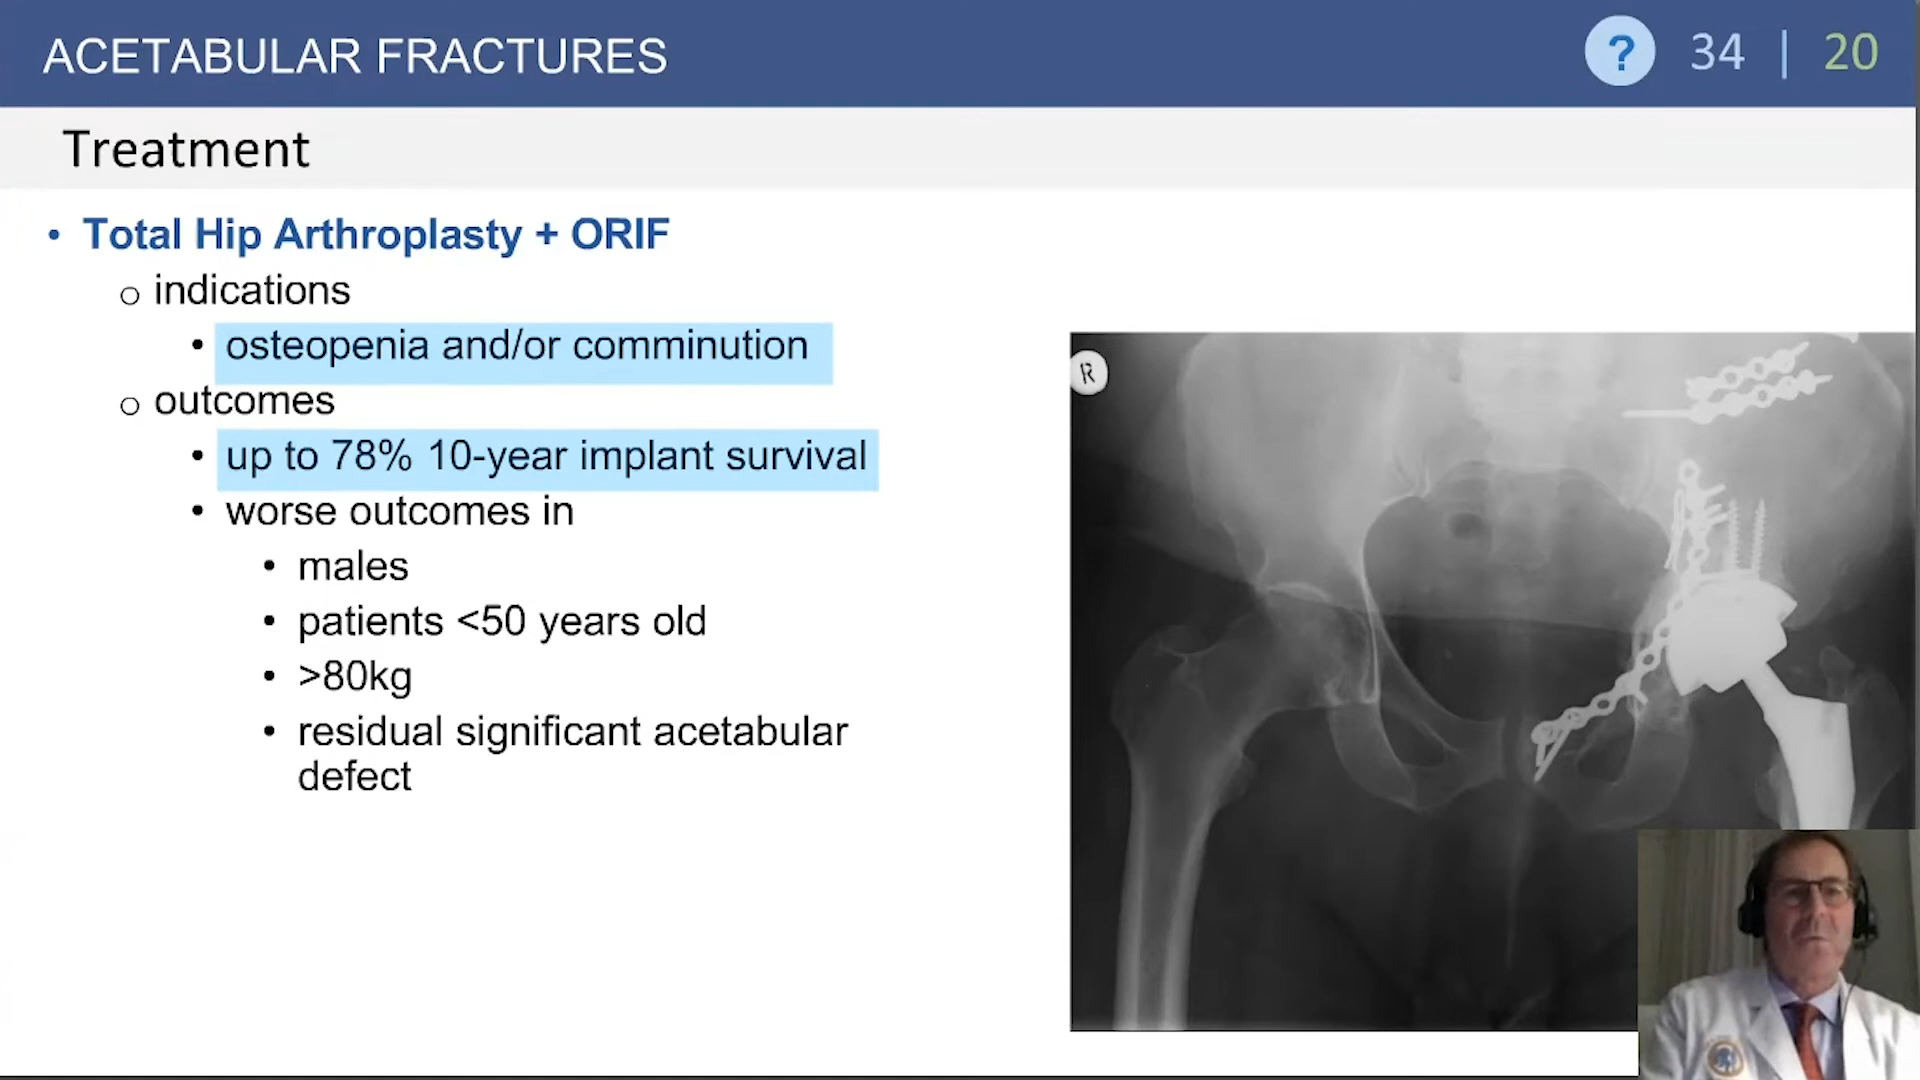 ACETABULAR FRACTURES
? 34 | 20
Treatment
• Total Hip Arthroplasty + ORIF
o indications
• osteopenia and/or comminution
o outcomes
• up to 78% 10-year implant survival
• worse outcomes in
• males
• patients <50 years old
• >80kg
• residual significant acetabular
defect
R